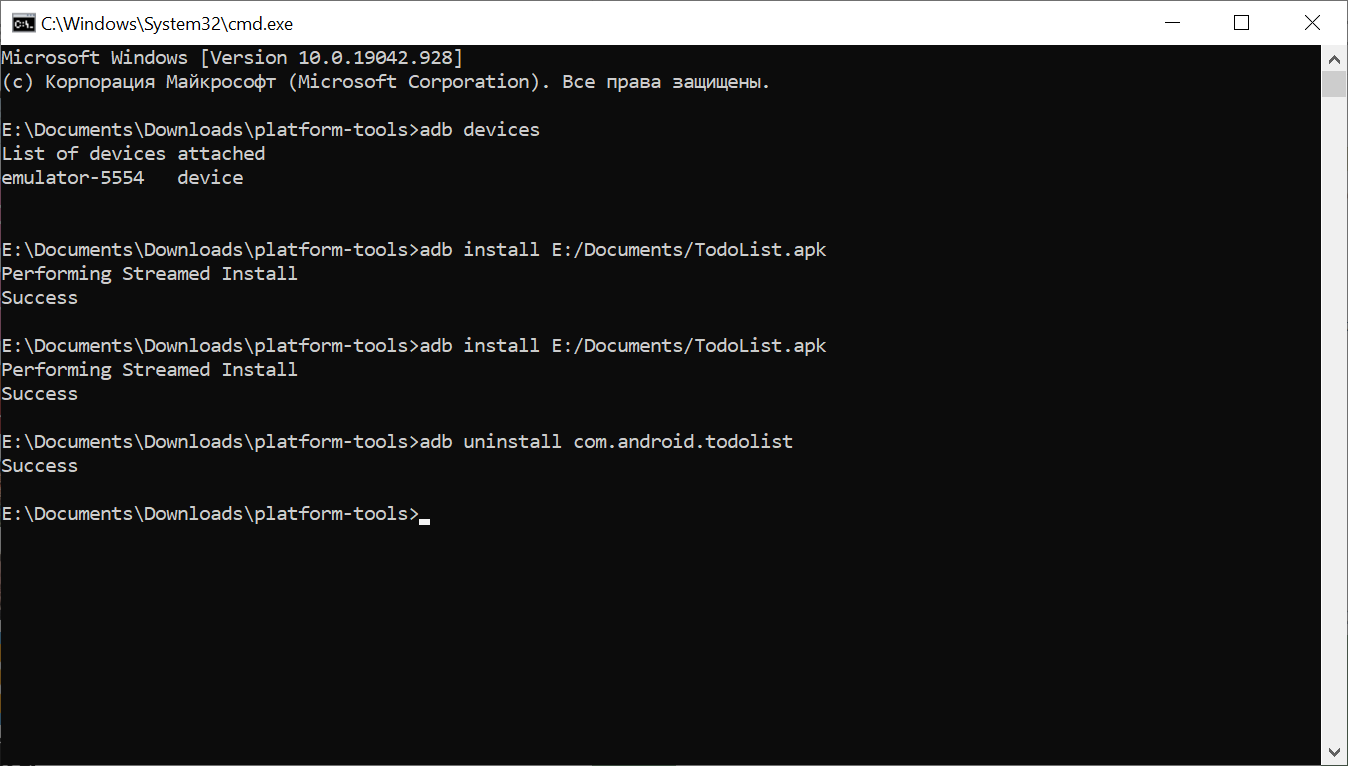 C:\Windows\System32\cmd.exe
Microsoft Windows [Version 10.0.19042.928]
(c) Корпорация Майкрософт (Microsoft Corporation). Все права защищены.
E:\Documents\Downloads\platform-tools>adb devices
List of devices attached
emulator-5554   device
E:\Documents\Downloads\platform-tools>adb install E:/Documents/TodoList.apk
Performing Streamed Install
Success
E:\Documents\Downloads\platform-tools>adb install E:/Documents/TodoList.apk
Performing Streamed Install
Success
E:\Documents\Downloads\platform-tools>adb uninstall com.android.todolist
Success
E:\Documents\Downloads\platform-tools>